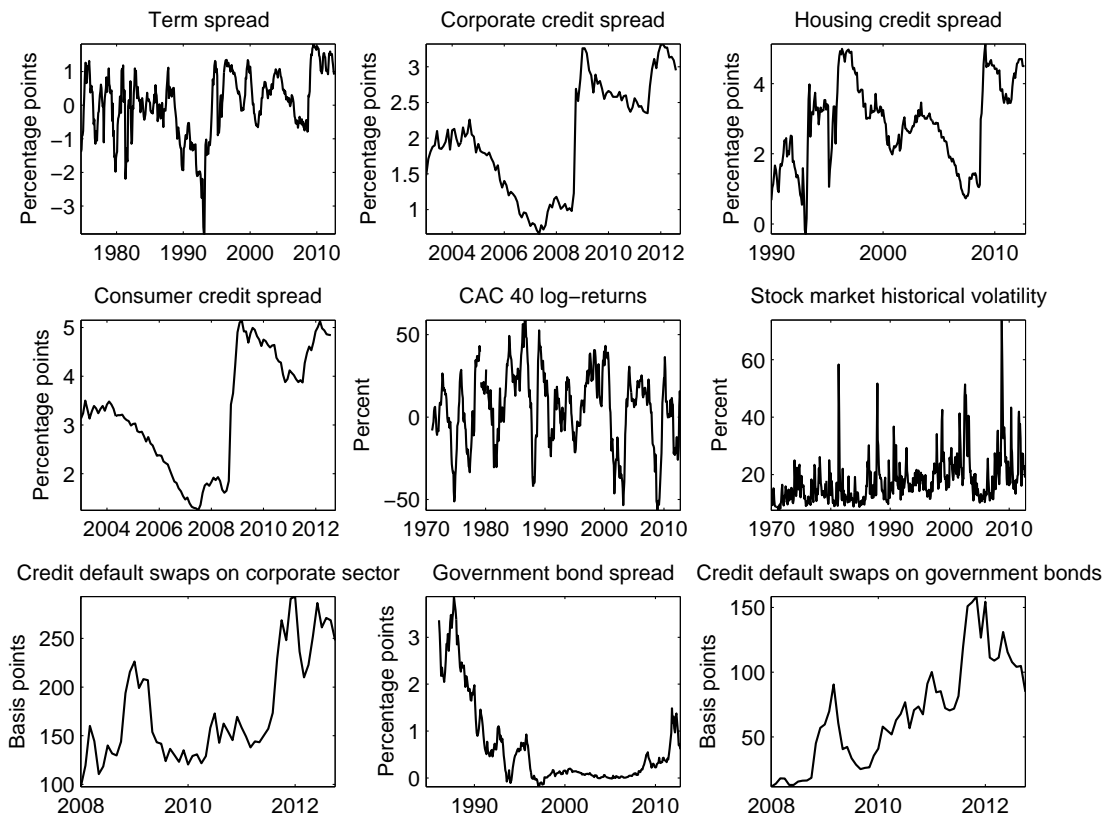 Term spread
Percentage points
1
0
−1
−2
−3
1980 1990 2000 2010
Corporate credit spread
Percentage points
3
2.5
2
1.5
1
2004 2006 2008 2010 2012
Housing credit spread
Percentage points
4
2
0
1990 2000 2010
Consumer credit spread
Percentage points
5
4
3
2
2004 2006 2008 2010 2012
CAC 40 log−returns
Percent
50
0
−50
1970 1980 1990 2000 2010
Stock market historical volatility
Percent
60
40
20
1970 1980 1990 2000 2010
Credit default swaps on corporate sector
Basis points
250
200
150
100
2008 2010 2012
Government bond spread
Percentage points
3
2
1
0
1990 2000 2010
Credit default swaps on government bonds
Basis points
150
100
50
2008 2010 2012